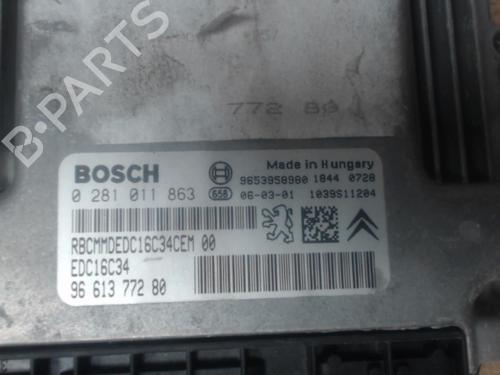 B-PARTS
772 80
BOSCH
Made in Hungary
9653958980 1844 0728
0 281 011 863 658 06-03-01 1039S11204
RBCMMDEDC16C34CEM 00
EDC16C34
96 613 772 80